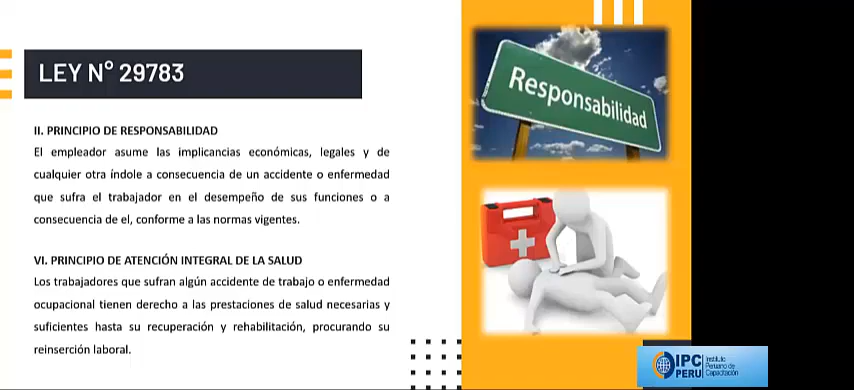 LEY N° 29783
II. PRINCIPIO DE RESPONSABILIDAD
El empleador asume las implicancias económicas, legales y de
cualquier otra índole a consecuencia de un accidente o enfermedad
que sufra el trabajador en el desempeño de sus funciones o a
consecuencia de el, conforme a las normas vigentes.
VI. PRINCIPIO DE ATENCIÓN INTEGRAL DE LA SALUD
Los trabajadores que sufran algún accidente de trabajo o enfermedad
ocupacional tienen derecho a las prestaciones de salud necesarias y
suficientes hasta su recuperación y rehabilitación, procurando su
reinserción laboral.
Responsabilidad
IPC
PERU
Instituto
Peruano de
Capacitación